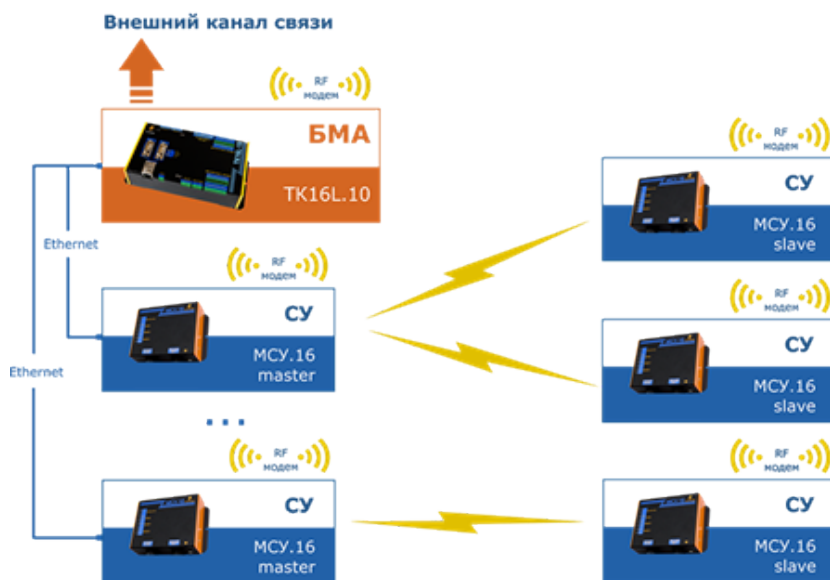 Внешний канал связи
RF
модем
БМА
TK16L.10
Ethernet
Ethernet
RF
модем
СУ
МСУ.16
master
...
RF
модем
СУ
МСУ.16
master
RF
модем
СУ
МСУ.16
slave
RF
модем
СУ
МСУ.16
slave
RF
модем
СУ
МСУ.16
slave